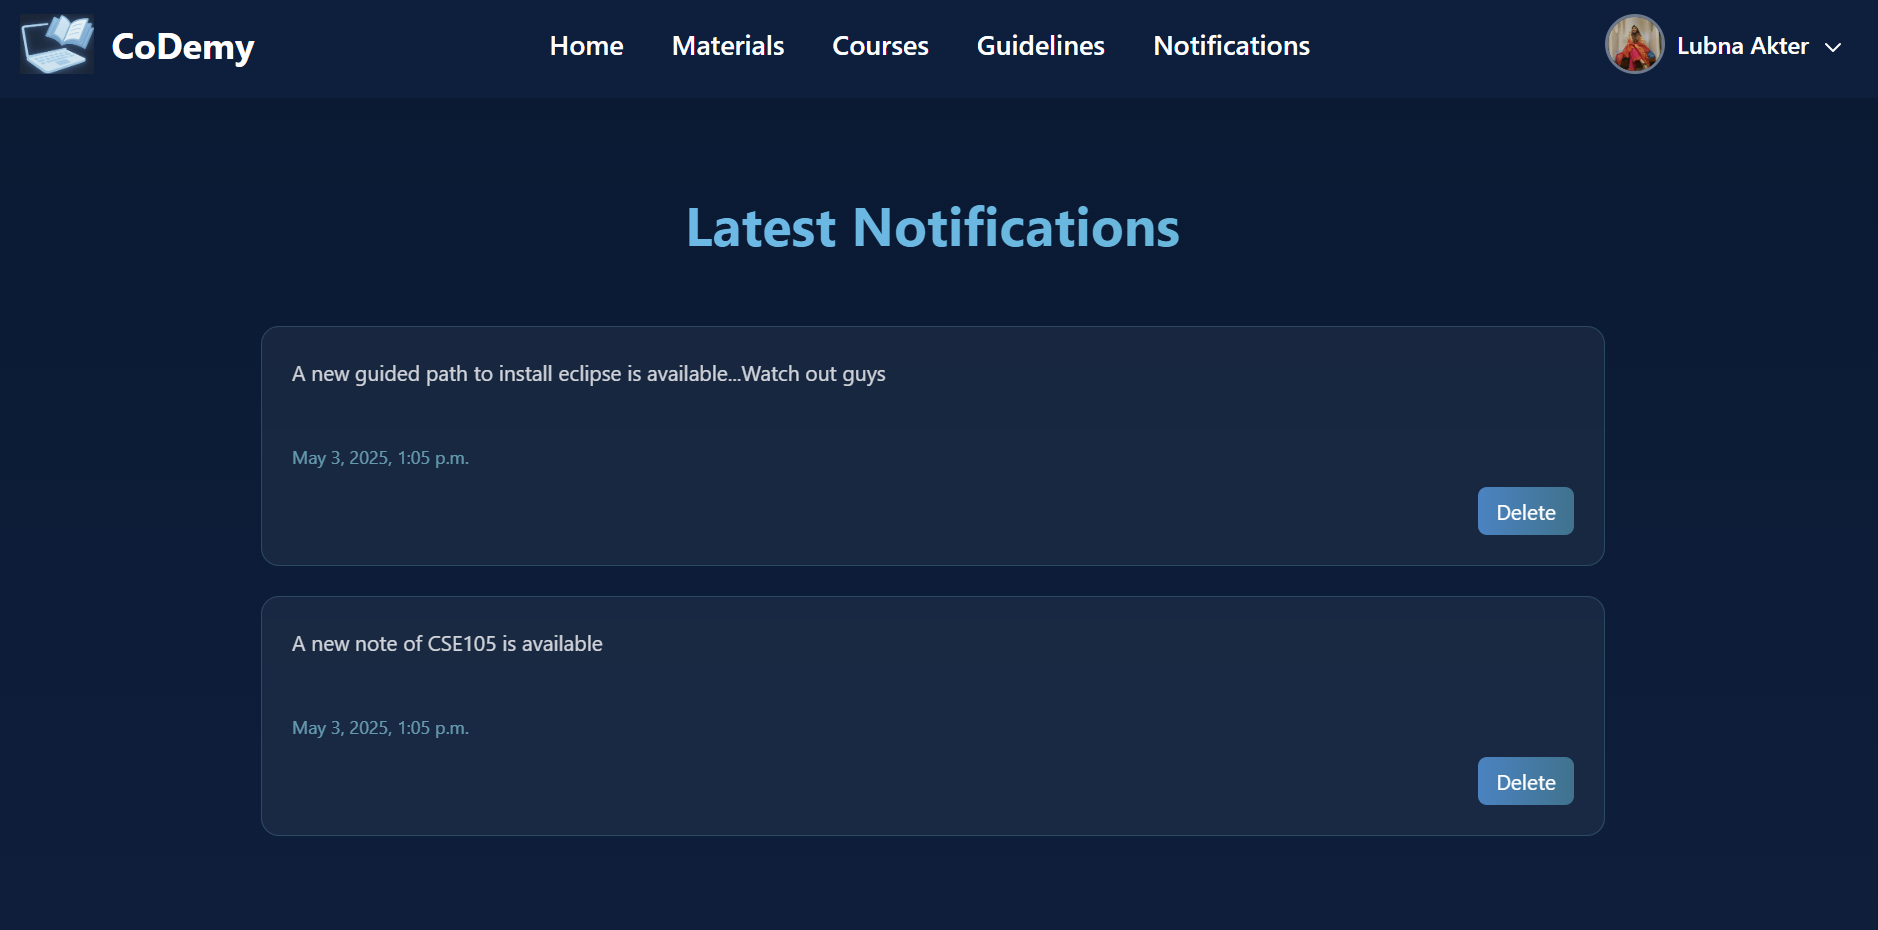 CoDemy
Home Materials Courses Guidelines Notifications
Lubna Akter
Latest Notifications
A new guided path to install eclipse is available...Watch out guys
May 3, 2025, 1:05 p.m.
Delete
A new note of CSE105 is available
May 3, 2025, 1:05 p.m.
Delete